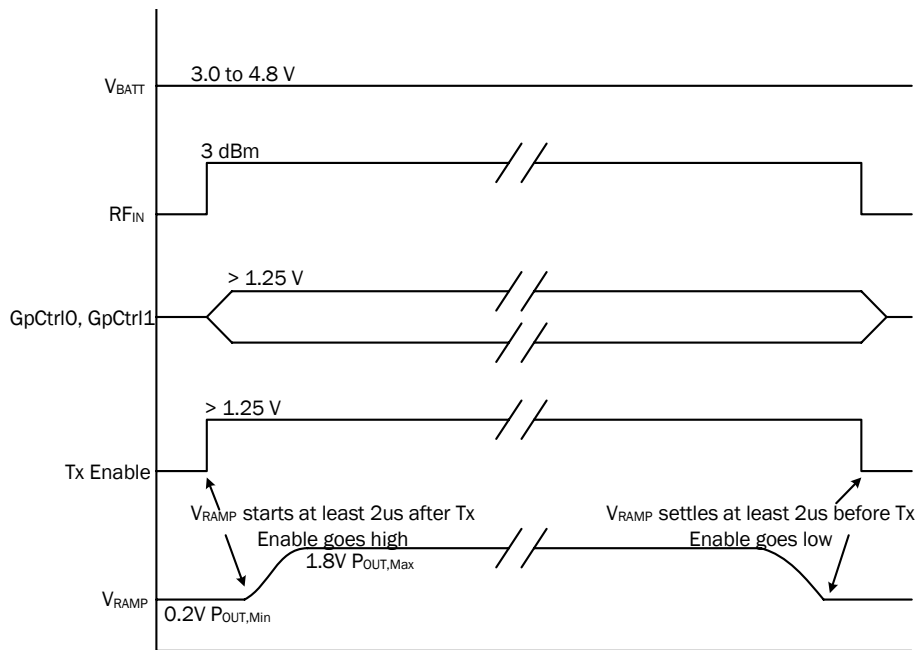 3.0 to 4.8 V
VBATT
3 dBm
RFIN
> 1.25 V
GpCtrl0, GpCtrl1
> 1.25 V
Tx Enable
VRAMP starts at least 2us after Tx
Enable goes high
VRAMP settles at least 2us before Tx
Enable goes low
1.8V POUT,Max
VRAMP
0.2V POUT,Min